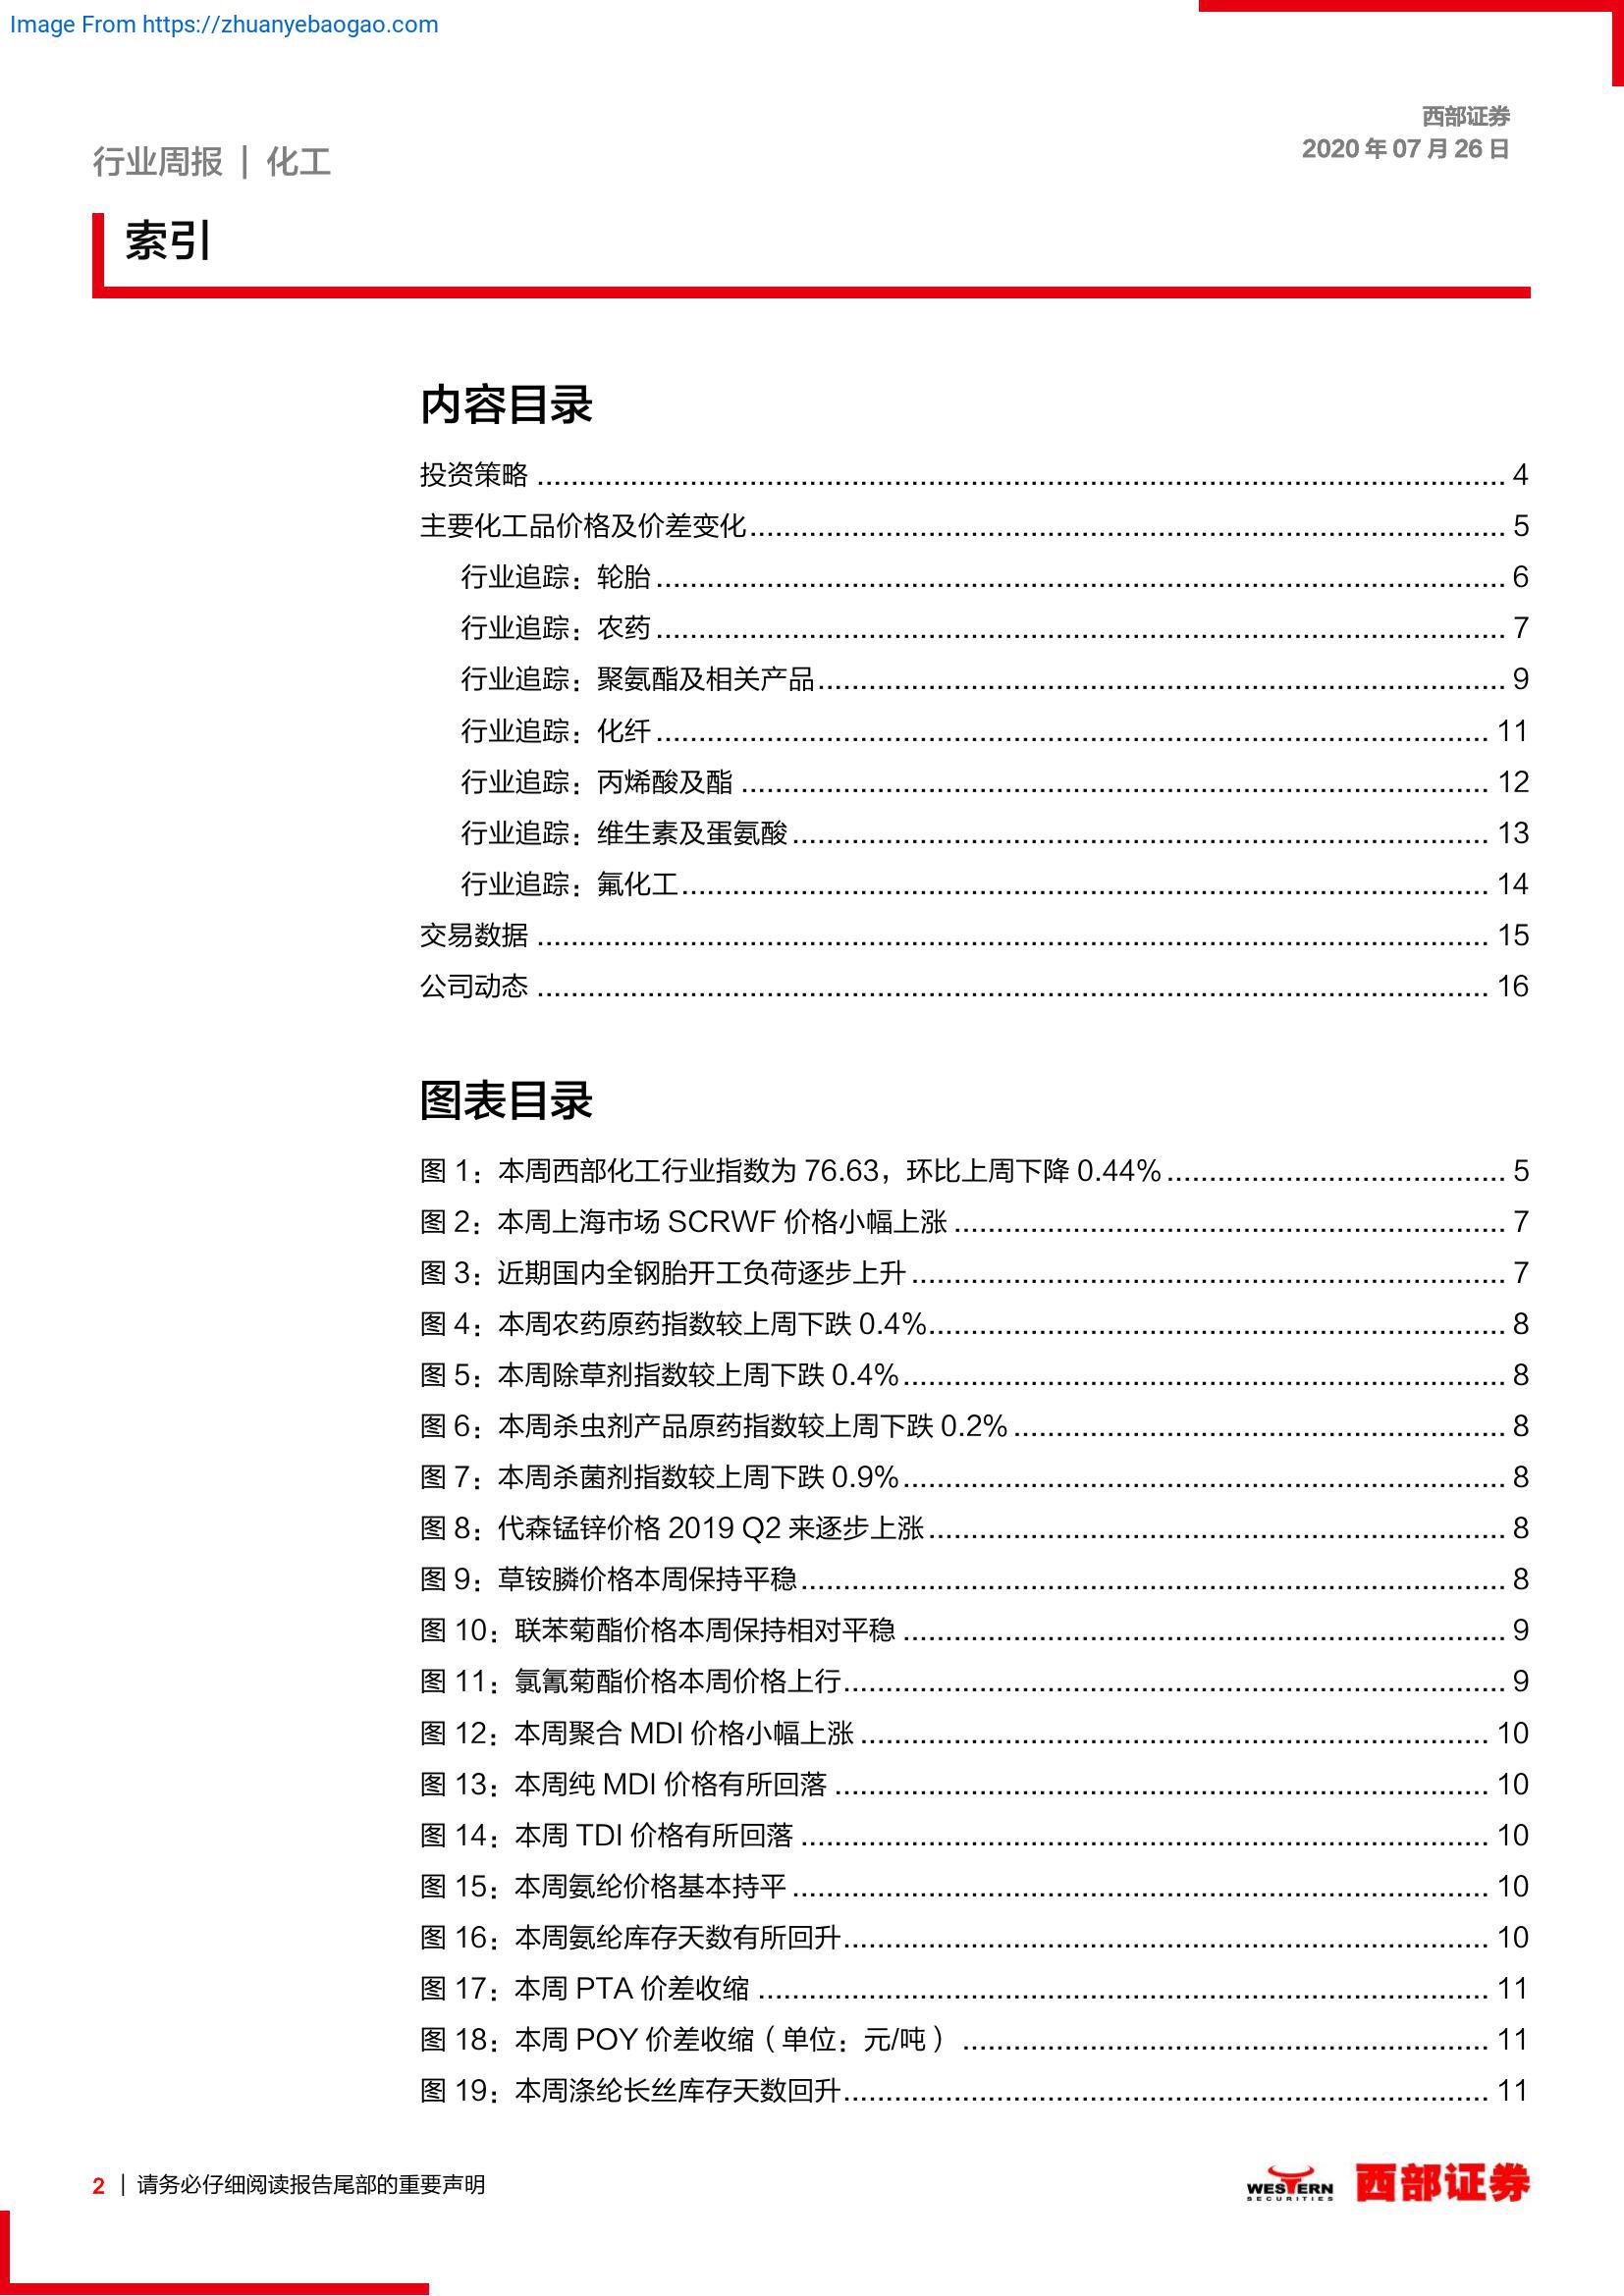 Image From https://zhuanyebaogao.com
西部证券
2020 年 07 月 26 日
行业周报 | 化工
索引
内容目录
投资策略 ........................................ 4
主要化工品价格及价差变化........................................ 5
行业追踪：轮胎........................................ 6
行业追踪：农药........................................ 7
行业追踪：聚氨酯及相关产品........................................ 9
行业追踪：化纤........................................ 11
行业追踪：丙烯酸及酯 ........................................ 12
行业追踪：维生素及蛋氨酸........................................ 13
行业追踪：氟化工........................................ 14
交易数据 ........................................ 15
公司动态 ........................................ 16
图表目录
图 1：本周西部化工行业指数为 76.63，环比上周下降 0.44%........................................ 5
图 2：本周上海市场 SCRWF 价格小幅上涨 ........................................ 7
图 3：近期国内全钢胎开工负荷逐步上升........................................ 7
图 4：本周农药原药指数较上周下跌 0.4%........................................ 8
图 5：本周除草剂指数较上周下跌 0.4%........................................ 8
图 6：本周杀虫剂产品原药指数较上周下跌 0.2%........................................ 8
图 7：本周杀菌剂指数较上周下跌 0.9%........................................ 8
图 8：代森锰锌价格 2019 Q2 来逐步上涨........................................ 8
图 9：草铵膦价格本周保持平稳........................................ 8
图 10：联苯菊酯价格本周保持相对平稳 ........................................ 9
图 11：氯氰菊酯价格本周价格上行........................................ 9
图 12：本周聚合 MDI 价格小幅上涨 ........................................ 10
图 13：本周纯 MDI 价格有所回落 ........................................ 10
图 14：本周 TDI 价格有所回落 ........................................ 10
图 15：本周氨纶价格基本持平 ........................................ 10
图 16：本周氨纶库存天数有所回升........................................ 10
图 17：本周 PTA 价差收缩 ........................................ 11
图 18：本周 POY 价差收缩（单位：元/吨） ........................................ 11
图 19：本周涤纶长丝库存天数回升........................................ 11
2 | 请务必仔细阅读报告尾部的重要声明
WESTERN
SECURITIES
西部证券